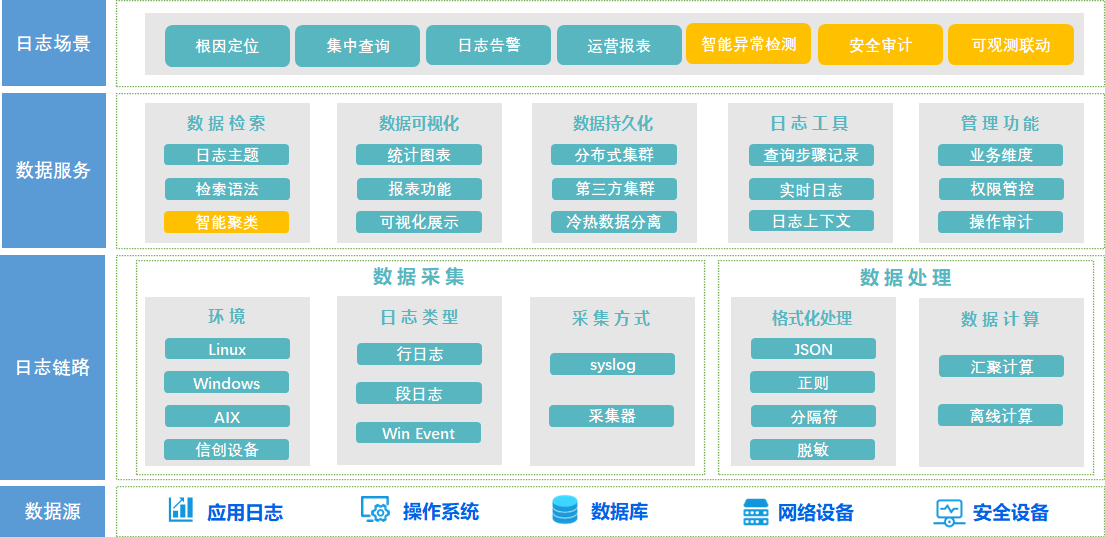 日志场景
根因定位
集中查询
日志告警
运营报表
智能异常检测
安全审计
可观测联动
数据服务
数据检索
日志主题
检索语法
智能聚类
数据可视化
统计图表
报表功能
可视化展示
数据持久化
分布式集群
第三方集群
冷热数据分离
日志工具
查询步骤记录
实时日志
日志上下文
管理功能
业务维度
权限管控
操作审计
日志链路
数据采集
环境
Linux
Windows
AIX
信创设备
日志类型
行日志
段日志
Win Event
采集方式
syslog
采集器
数据处理
格式化处理
JSON
正则
分隔符
脱敏
数据计算
汇聚计算
离线计算
数据源
应用日志
操作系统
数据库
网络设备
安全设备